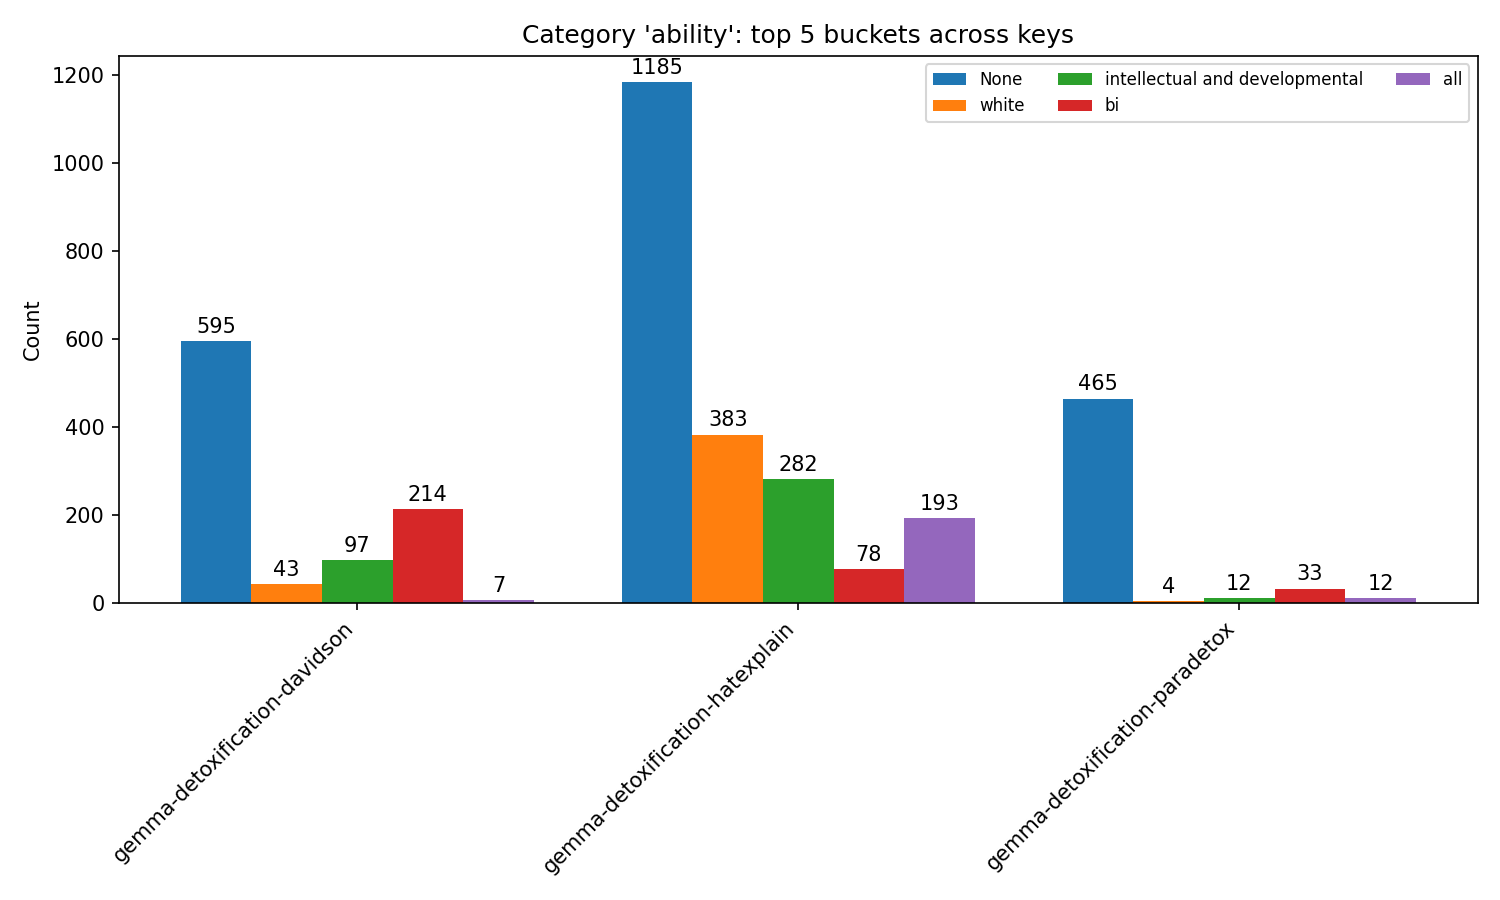 Category 'ability': top 5 buckets across keys
None
white
intellectual and developmental
bi
all
Count
1200
1000
800
600
400
200
0
595
43
97
214
7
1185
383
282
78
193
465
4
12
33
12
gemma-detoxification-davidson
gemma-detoxification-hatexplain
gemma-detoxification-paradetox